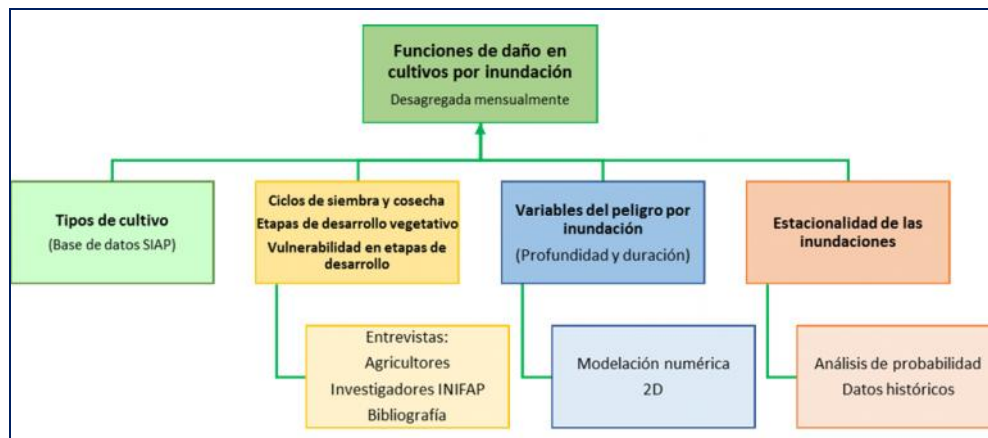 Funciones de daño en
cultivos por inundación
Desagregada mensualmente
Tipos de cultivo
(Base de datos SIAP)
Ciclos de siembra y cosecha
Etapas de desarrollo vegetativo
Vulnerabilidad en etapas de
desarrollo
Variables del peligro por
inundación
(Profundidad y duración)
Estacionalidad de las
inundaciones
Entrevistas:
Agricultores
Investigadores INIFAP
Bibliografía
Modelación numérica
2D
Análisis de probabilidad
Datos históricos